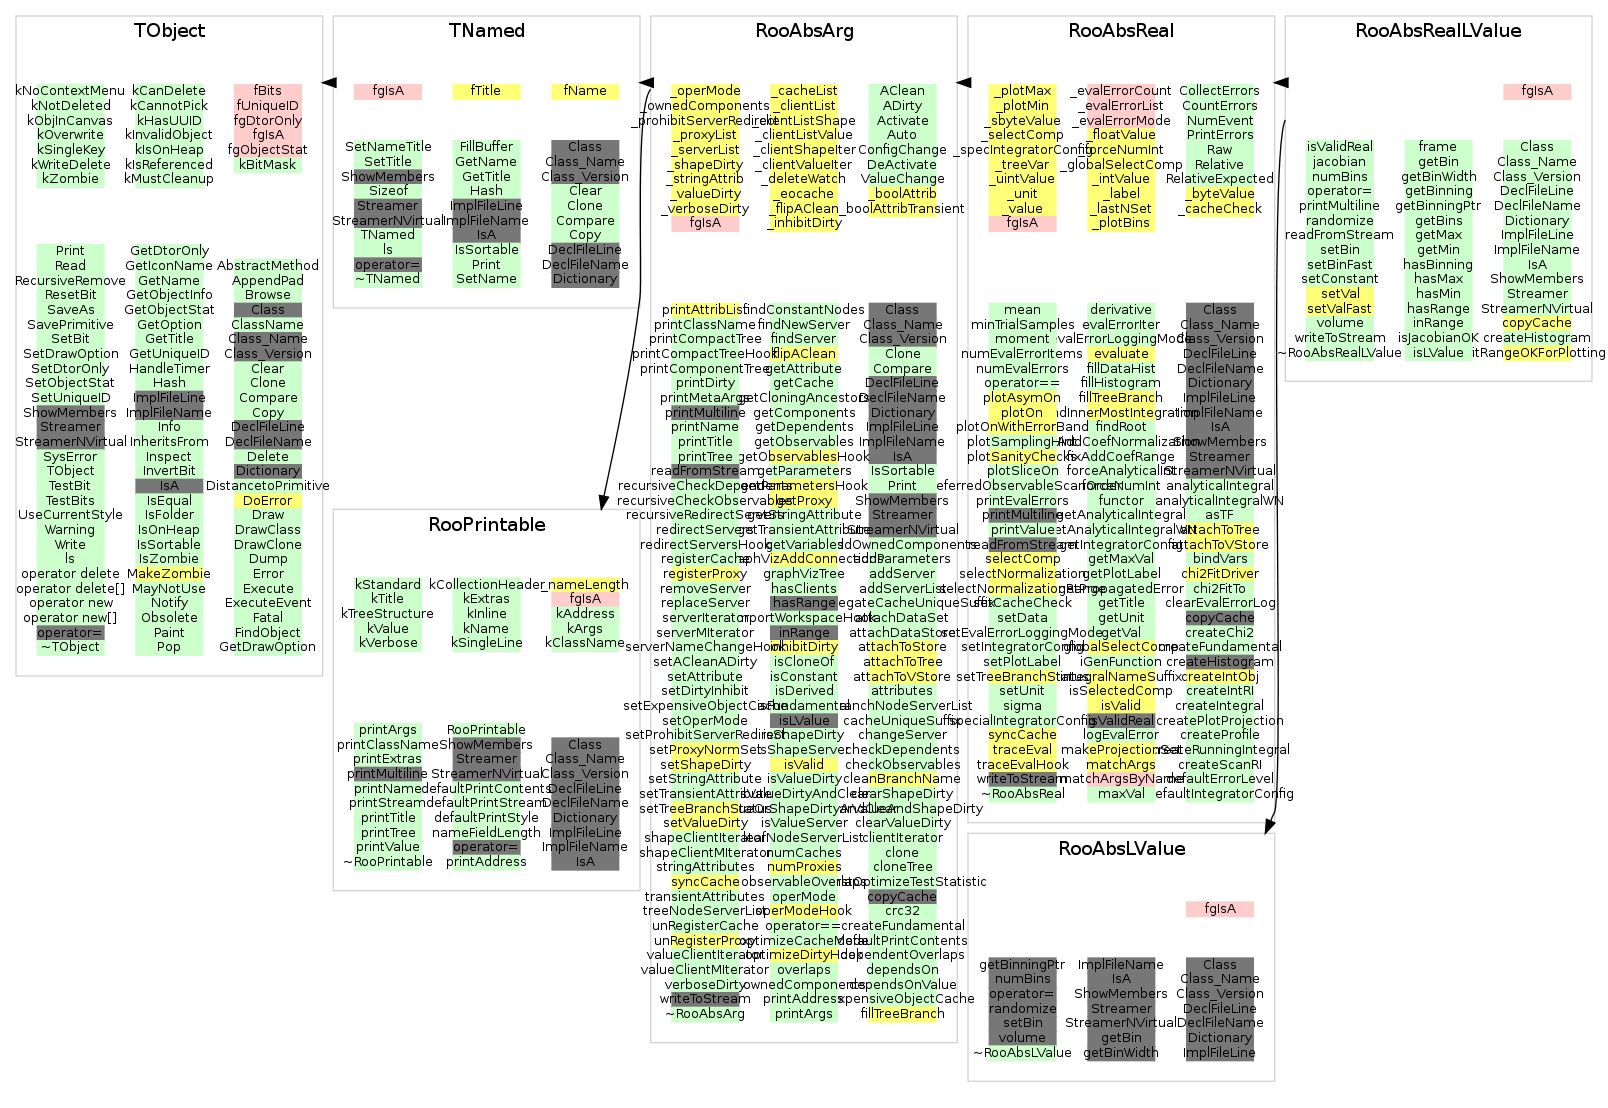 TObject
kNoContextMenu kCanDelete fBits
kNotDeleted kCannotPick fUniqueID
kObjInCanvas kHasUUID fgDtorOnly
kOverwrite kInvalidObject fgIsA
kSingleKey kIsOnHeap fgObjectStat
kWriteDelete kIsReferenced kBitMask
kZombie kMustCleanup
Print GetDtorOnly
Read GetIconName AbstractMethod
RecursiveRemove GetName AppendPad
ResetBit GetObjectInfo Browse
SaveAs GetObjectStat Class
SavePrimitive GetOption ClassName
SetBit GetTitle Class_Name
SetDrawOption GetUniqueID Class_Version
SetDtorOnly HandleTimer Clear
SetObjectStat Hash Clone
SetUniqueID ImplFileLine Compare
ShowMembers ImplFileName Copy
Streamer Info DeclFileLine
StreamerNVirtual InheritsFrom DeclFileName
SysError Inspect Delete
TObject InvertBit Dictionary
TestBit IsA DistancetoPrimitive
TestBits IsEqual DoError
UseCurrentStyle IsFolder Draw
Warning IsOnHeap DrawClass
Write IsSortable DrawClone
ls IsZombie Dump
operator delete MakeZombie Error
operator delete[] MayNotUse Execute
operator new Notify ExecuteEvent
operator new[] Obsolete Fatal
operator= Paint FindObject
~TObject Pop GetDrawOption
TNamed
fgIsA fTitle fName
SetNameTitle FillBuffer Class
SetTitle GetName Class_Name
ShowMembers GetTitle Class_Version
Sizeof Hash Clear
Streamer ImplFileLine Clone
StreamerNVirtual ImplFileName Compare
TNamed IsA Copy
ls IsSortable DeclFileLine
operator= Print DeclFileName
~TNamed SetName Dictionary
RooPrintable
kStandard kCollectionHeader _nameLength
kTitle kExtras fgIsA
kTreeStructure kInline kAddress
kValue kName kArgs
kVerbose kSingleLine kClassName
printArgs RooPrintable
printClassName ShowMembers Class
printExtras Streamer Class_Name
printMultiline StreamerNVirtual Class_Version
printName defaultPrintContents DeclFileLine
printStream defaultPrintStream DeclFileName
printTitle defaultPrintStyle Dictionary
printTree nameFieldLength ImplFileLine
printValue operator= ImplFileName
~RooPrintable printAddress IsA
RooAbsArg
_operMode _cacheList AClean
_ownedComponents _clientList ADirty
_prohibitServerRedirect _clientListShape Activate
_proxyList _clientListValue Auto
_serverList _clientShapeIter ConfigChange
_shapeDirty _clientValueIter DeActivate
_stringAttrib _deleteWatch ValueChange
_valueDirty _eocache _boolAttrib
_verboseDirty _flipAClean _boolAttribTransient
fgIsA _inhibitDirty
printAttribList findConstantNodes Class
printClassName findNewServer Class_Name
printCompactTree findServer Class_Version
printCompactTreeHook flipAClean Clone
printComponentTree getAttribute Compare
printDirty getCache DeclFileLine
printMetaArgs getCloningAncestors DeclFileName
printMultiline getComponents Dictionary
printName getDependents ImplFileLine
printTitle getObservables ImplFileName
printTree getObservablesHook IsA
readFromStream getParameters IsSortable
recursiveCheckDependents getParametersHook Print
recursiveCheckObservables getProxy ShowMembers
recursiveRedirectServers getStringAttribute Streamer
redirectServers getTransientAttribute StreamerNVirtual
redirectServersHook getVariables addOwnedComponents
registerCache graphVizAddConnections addParameters
registerProxy graphVizTree addServer
removeServer hasClients addServerList
replaceServer hasRange
serverIterator importWorkspaceHook attachDataSet
serverMIterator inRange attachDataStore
serverNameChangeHook inhibitDirty attachToStore
setACleanADirty isCloneOf attachToTree
setAttribute isConstant attachToVStore
setDirtyInhibit isDerived attributes
setExpensiveObjectCache isFundamental branchNodeServerList
setOperMode isLValue cacheUniqueSuffix
setProhibitServerRedirect isShapeDirty changeServer
setProxyNormSet isShapeServer checkDependents
setShapeDirty isValid checkObservables
setStringAttribute isValueDirty cleanBranchName
setTransientAttribute isValueDirtyAndClear clearShapeDirty
setTreeBranchStatus
setValueDirty isValueServer clearValueDirty
shapeClientIterator leafNodeServerList clientIterator
shapeClientMIterator numCaches clone
stringAttributes numProxies cloneTree
syncCache observableOverlaps
transientAttributes operMode copyCache
treeNodeServerList operModeHook crc32
unRegisterCache operator== createFundamental
unRegisterProxy optimizeCacheMode defaultPrintContents
valueClientIterator optimizeDirtyHook dependentOverlaps
valueClientMIterator overlaps dependsOn
verboseDirty ownedComponents dependsOnValue
writeToStream printAddress expensiveObjectCache
~RooAbsArg printArgs fillTreeBranch
RooAbsReal
_plotMax _evalErrorCount CollectErrors
_plotMin _evalErrorList CountErrors
_sbyteValue _evalErrorMode NumEvent
_selectComp _floatValue PrintErrors
_specIntegratorConfig _forceNumInt Raw
_treeVar _globalSelectComp Relative
_uintValue _intValue RelativeExpected
_unit _label _byteValue
_value _lastNSet _cacheCheck
fgIsA _plotBins
mean derivative Class
minTrialSamples evalErrorIter Class_Name
moment evalErrorLoggingMode Class_Version
numEvalErrorItems evaluate DeclFileLine
numEvalErrors fillDataHist DeclFileName
operator== fillHistogram Dictionary
plotAsymOn fillTreeBranch ImplFileLine
plotOn findInnerMostIntegration ImplFileName
plotOnWithErrorBand findRoot IsA
plotSamplingHint fixAddCoefNormalization ShowMembers
plotSanityChecks fixAddCoefRange Streamer
plotSliceOn forceAnalyticalInt StreamerNVirtual
preferredObservableScanOrder forceNumInt analyticalIntegral
printEvalErrors functor analyticalIntegralWN
printMultiline getAnalyticalIntegral asTF
printValue getAnalyticalIntegralWN attachToTree
readFromStream getIntegratorConfig attachToVStore
selectComp getMaxVal bindVars
selectNormalization getPlotLabel chi2FitDriver
selectNormalizationRange getPropagatedError chi2FitTo
setCacheCheck getTitle clearEvalErrorLog
setData getUnit copyCache
setEvalErrorLoggingMode getVal createChi2
setIntegratorConfig globalSelectComp createFundamental
setPlotLabel iGenFunction createHistogram
setTreeBranchStatus integralNameSuffix createIntObj
setUnit isSelectedComp createIntRI
sigma isValid createIntegral
specialIntegratorConfig isValidReal createPlotProjection
syncCache logEvalError createProfile
traceEval makeProjectionSet createRunningIntegral
traceEvalHook matchArgs createScanRI
writeToStream matchArgsByName defaultErrorLevel
~RooAbsReal maxVal defaultIntegratorConfig
RooAbsLValue
fgIsA
getBinningPtr ImplFileName Class
numBins IsA Class_Name
operator= ShowMembers Class_Version
randomize Streamer DeclFileLine
setBin StreamerNVirtual DeclFileName
volume getBin Dictionary
~RooAbsLValue getBinWidth ImplFileLine
RooAbsRealLValue
fgIsA
isValidReal frame Class
jacobian getBin Class_Name
numBins getBinWidth Class_Version
operator= getBinning DeclFileLine
printMultiline getBinningPtr DeclFileName
randomize getBins Dictionary
readFromStream getMax ImplFileLine
setBin getMin ImplFileName
setBinFast hasBinning IsA
setConstant hasMax ShowMembers
setVal hasMin Streamer
setValFast hasRange StreamerNVirtual
volume inRange copyCache
writeToStream isJacobianOK createHistogram
~RooAbsRealLValue isLValue fitRangeOKForPlotting